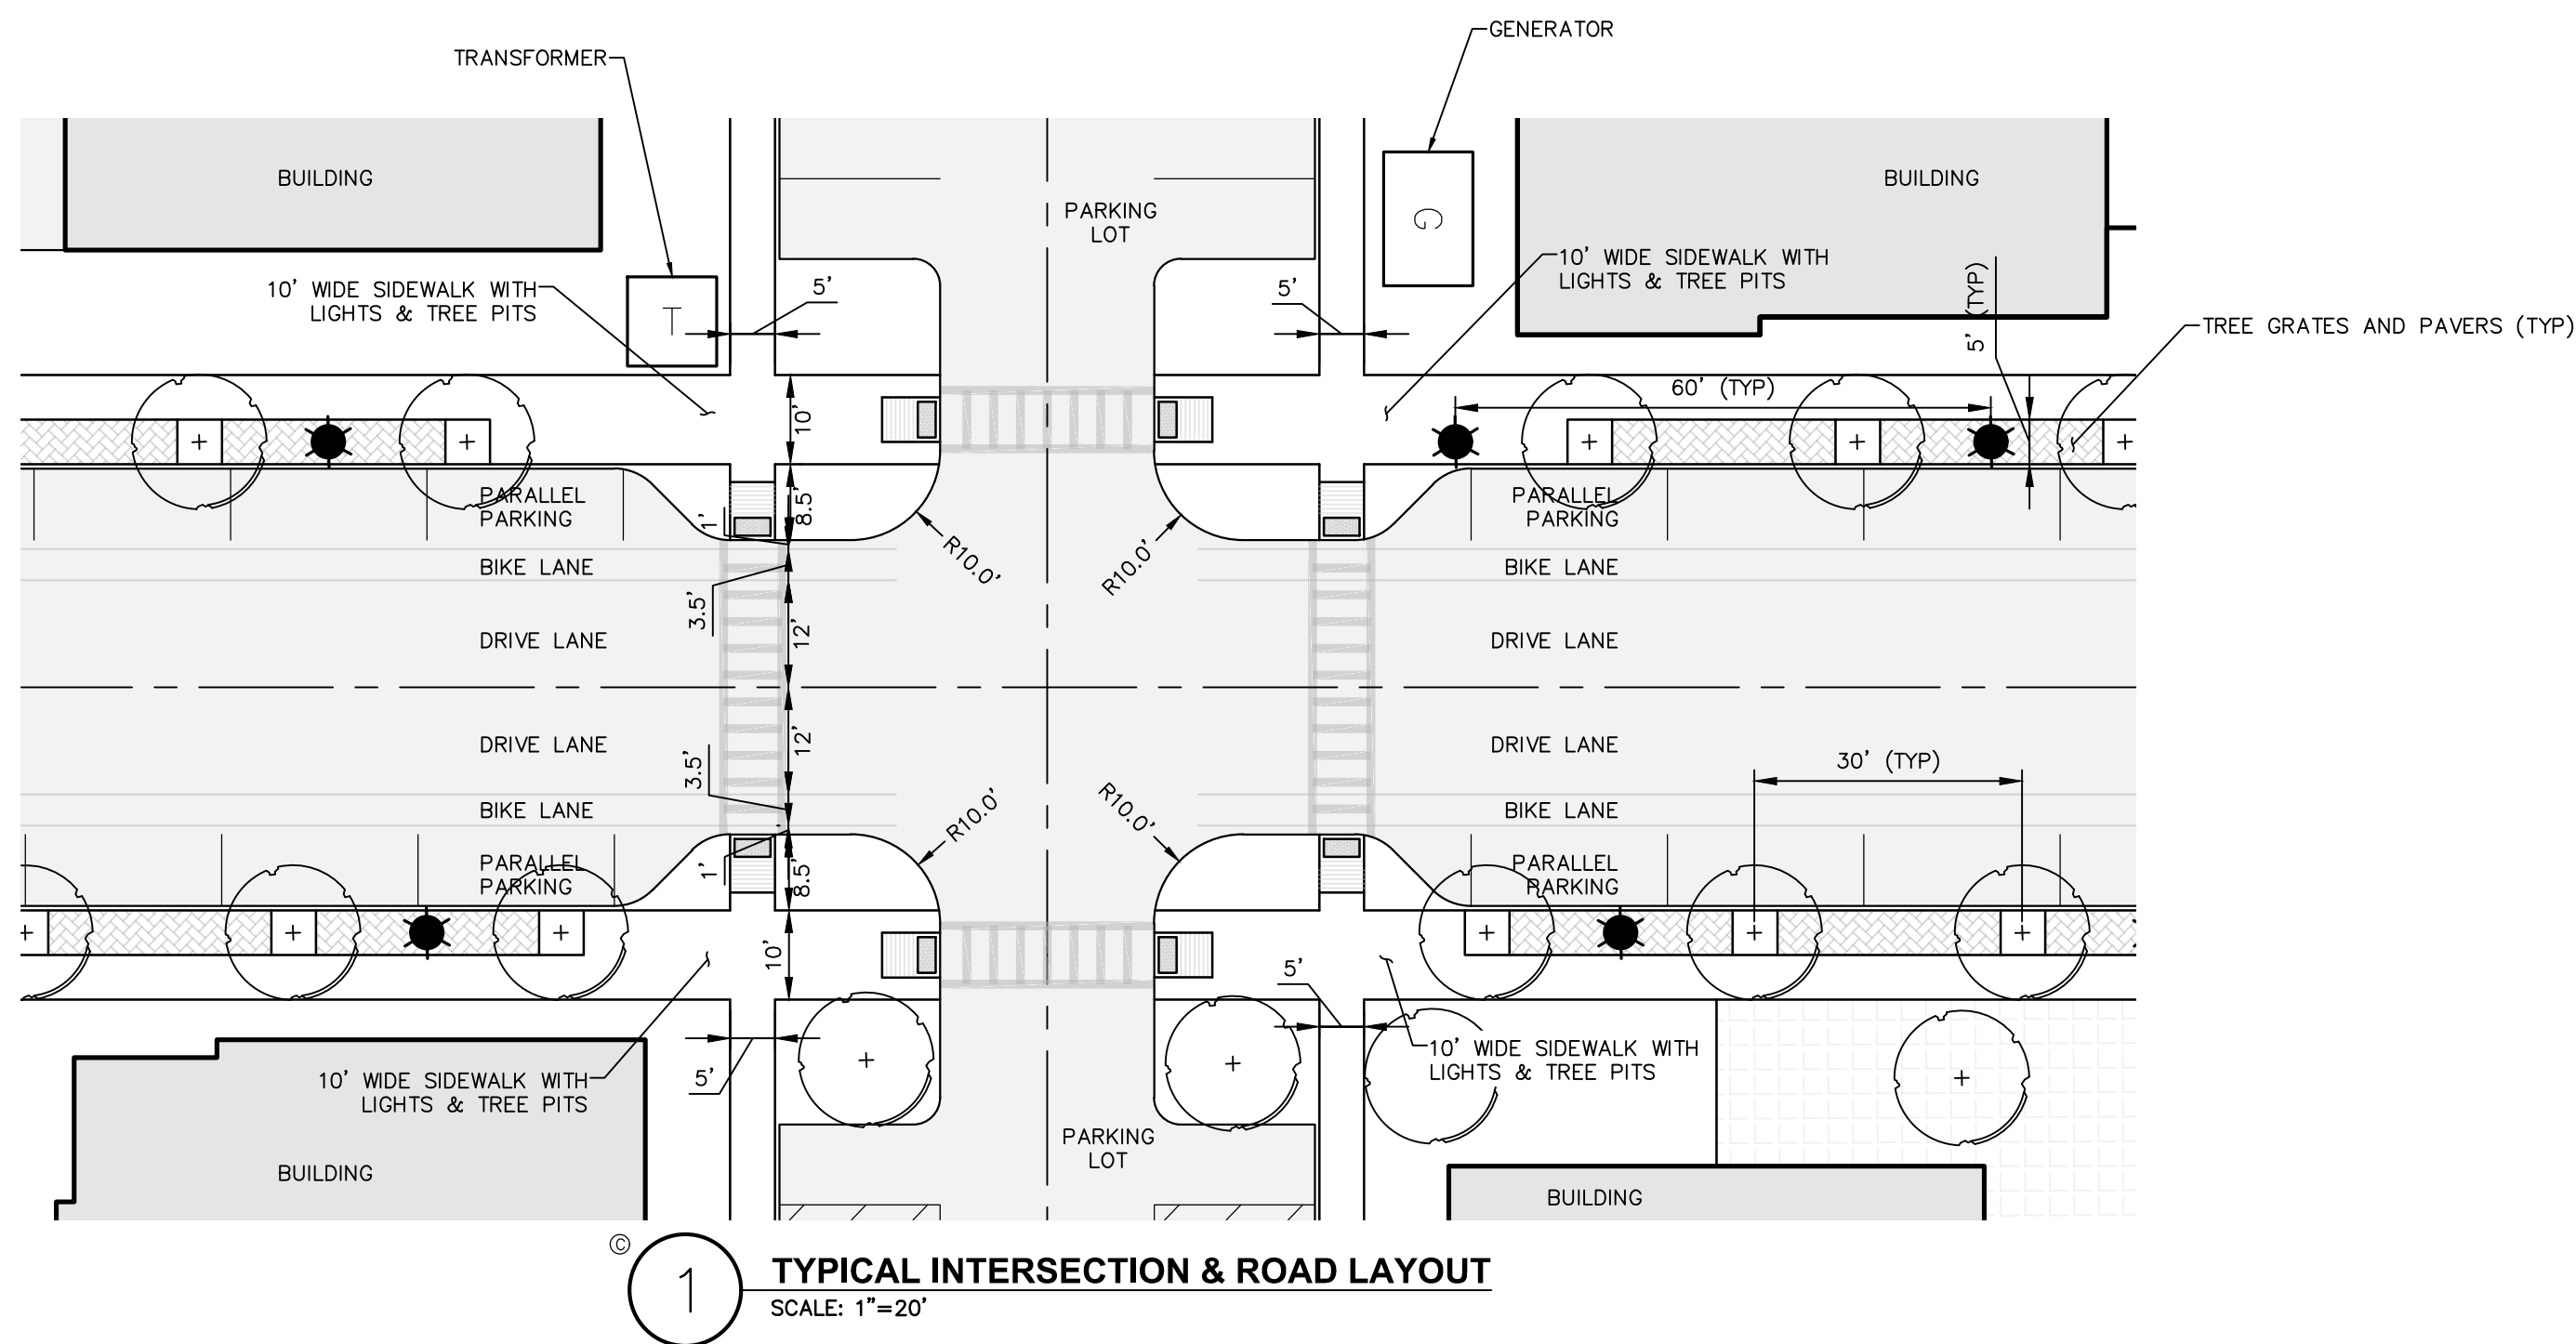 GENERATOR
TRANSFORMER
BUILDING
BUILDING
PARKING
LOT
G
10' WIDE SIDEWALK WITH
LIGHTS & TREE PITS
10' WIDE SIDEWALK WITH
LIGHTS & TREE PITS
5'
5'
5' (TYP)
T
TREE GRATES AND PAVERS (TYP)
60' (TYP)
10'
PARALLEL
PARKING
1'
8.5'
PARALLEL
PARKING
BIKE LANE
R10.0'
R10.0'
BIKE LANE
3.5'
DRIVE LANE
12'
DRIVE LANE
DRIVE LANE
12'
DRIVE LANE
3.5'
30' (TYP)
BIKE LANE
R10.0'
R10.0'
BIKE LANE
PARALLEL
PARKING
1'
8.5'
PARALLEL
PARKING
10'
5'
10' WIDE SIDEWALK WITH
LIGHTS & TREE PITS
5'
10' WIDE SIDEWALK WITH
LIGHTS & TREE PITS
PARKING
LOT
BUILDING
BUILDING
©
1
TYPICAL INTERSECTION & ROAD LAYOUT
SCALE: 1"=20'